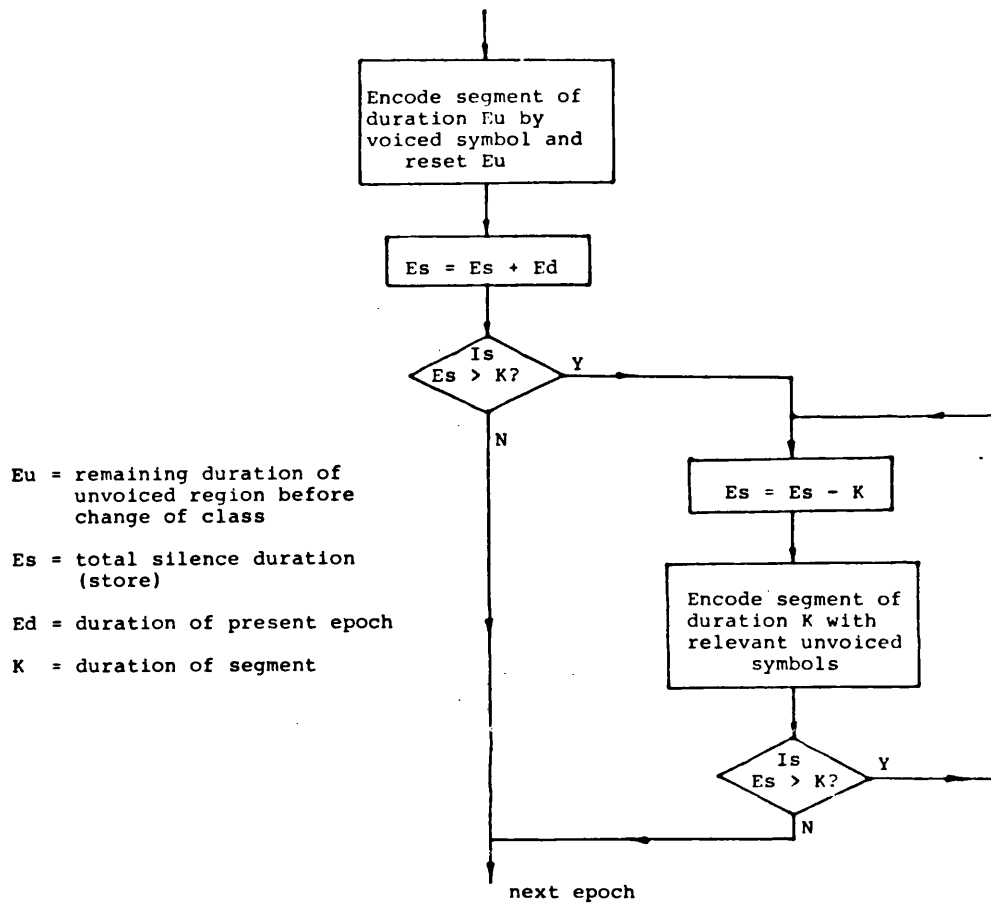 Encode segment of
duration Eu by
voiced symbol and
reset Eu
Es = Es + Ed
Is
Es > K?
Y
N
Eu = remaining duration of
unvoiced region before
change of class
Es = total silence duration
(store)
Ed = duration of present epoch
K = duration of segment
Es = Es - K
Encode segment of
duration K with
relevant unvoiced
symbols
Is
Es > K?
Y
N
next epoch